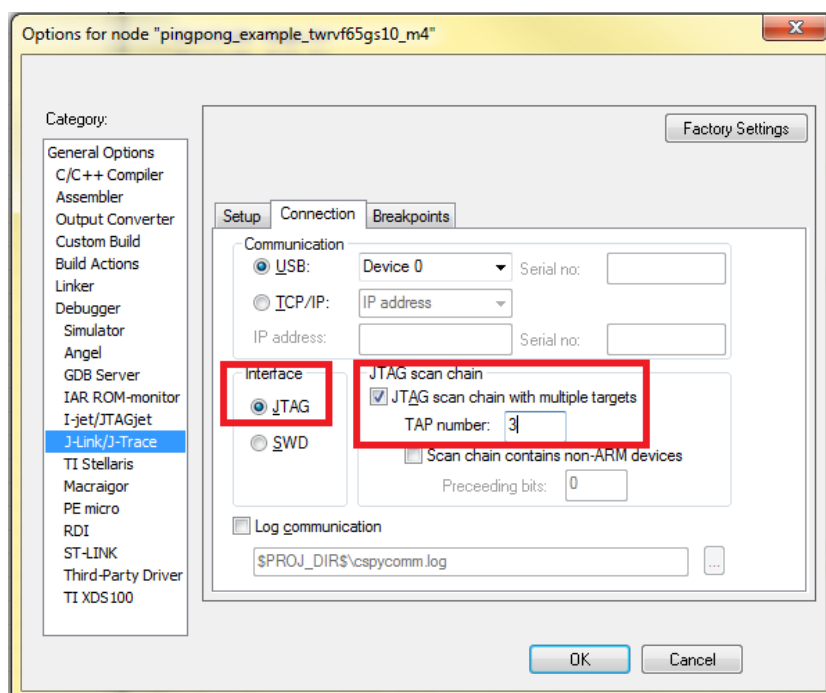 Options for node "pingpong_example_twrvf65gs10_m4"
Category:
General Options
C/C++ Compiler
Assembler
Output Converter
Custom Build
Build Actions
Linker
Debugger
Simulator
Angel
GDB Server
IAR ROM-monitor
I-jet/JTAGjet
J-Link/J-Trace
TI Stellaris
Macraigor
PE micro
RDI
ST-LINK
Third-Party Driver
TI XDS100
Factory Settings
Setup Connection Breakpoints
Communication
USB: Device 0 Serial no:
TCP/IP: IP address
IP address: Serial no:
Interface
JTAG
SWD
JTAG scan chain
JTAG scan chain with multiple targets
TAP number: 3
Scan chain contains non-ARM devices
Preceeding bits: 0
Log communication
$PROJ_DIR$\cspycomm.log
...
OK Cancel